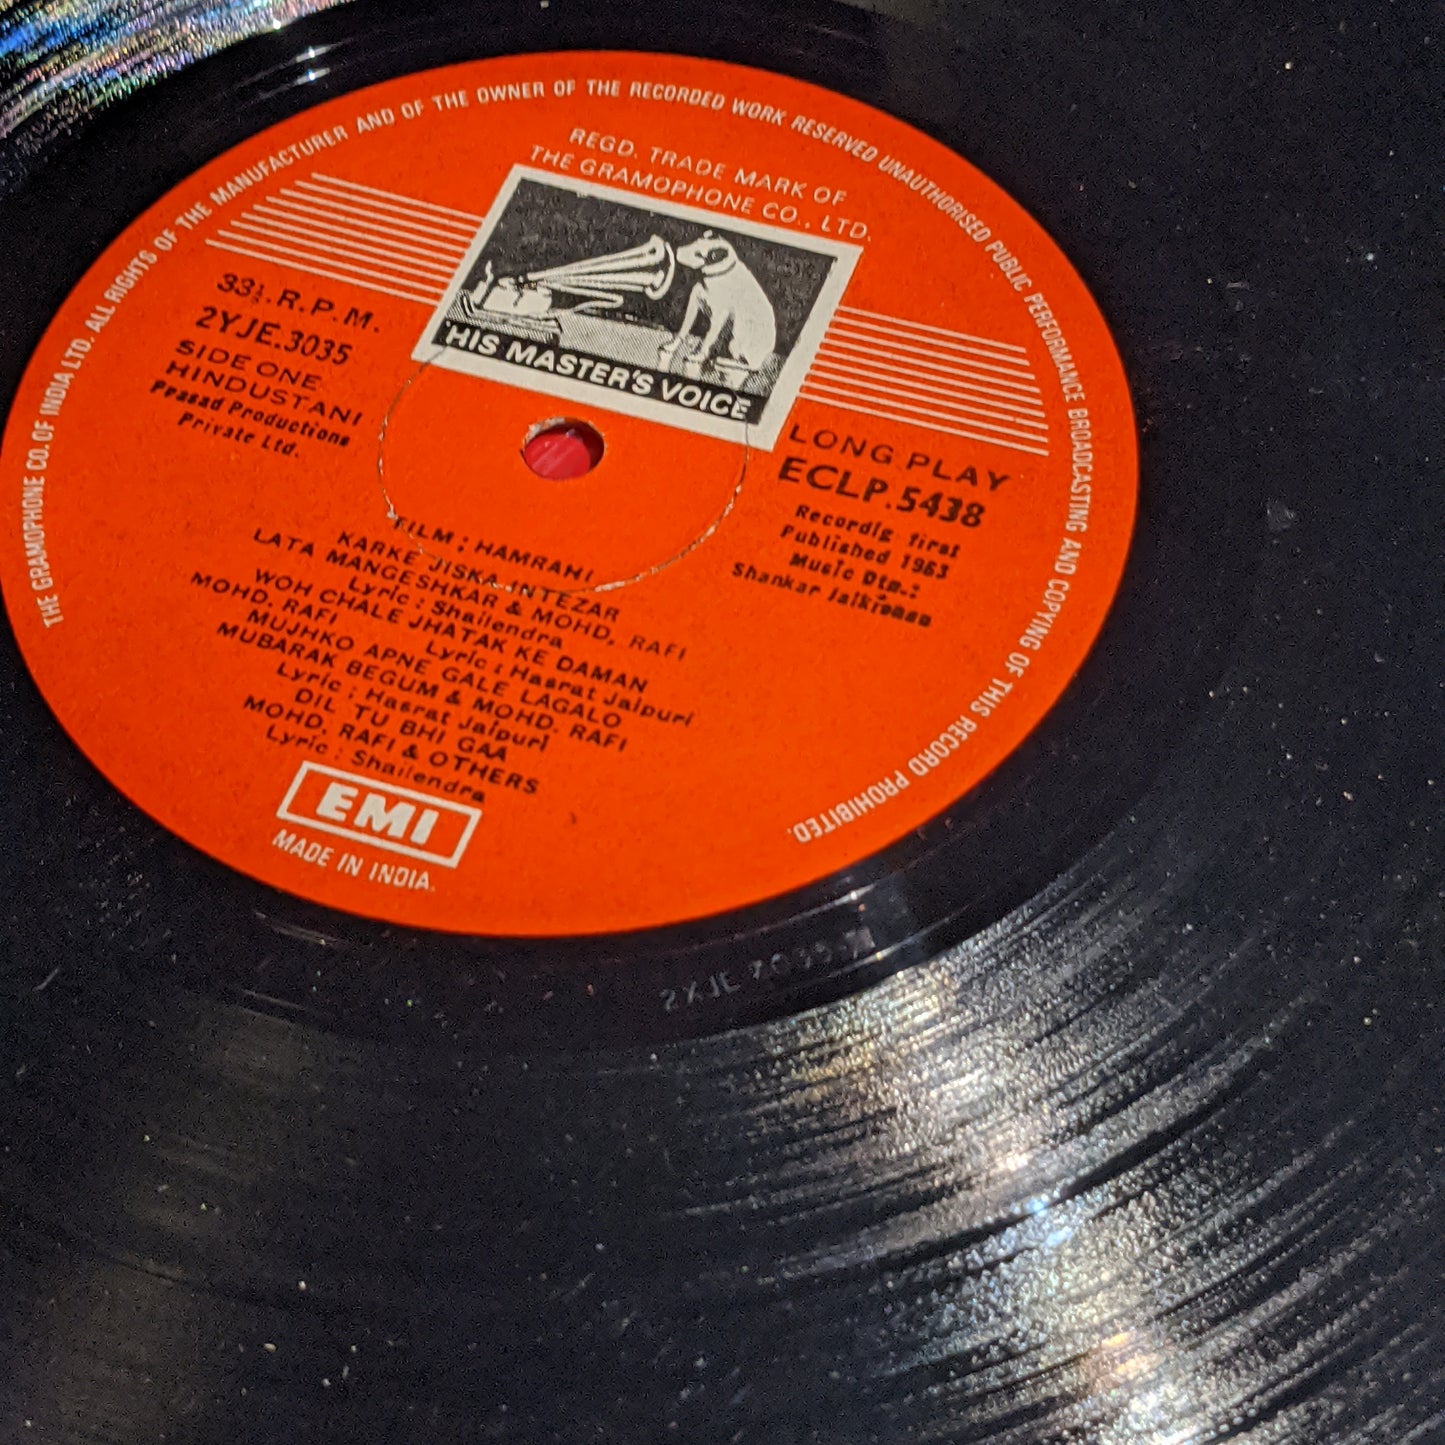 THE GRAMOPHONE CO. OF INDIA LTD. ALL RIGHTS OF THE MANUFACTURER AND OF THE OWNER OF THE RECORDED WORK RESERVED UNAUTHORISED PUBLIC PERFORMANCE BROADCASTING AND COPYING OF THIS RECORD PROHIBITED.
REGD. TRADE MARK OF
THE GRAMOPHONE CO., LTD.
'HIS MASTER'S VOICE
33⅓.R.P.M.
2YJE.3035
SIDE ONE
HINDUSTANI
Prasad Productions
Private Ltd.
LONG PLAY
ECLP.5438
Recordig first
Published 1963
Music Dtn.:
Shankar Jaikisman
FILM : HAMRAHI
KARKE JISKA INTEZAR
LATA MANGESHKAR & MOHD. RAFI
Lyric : Shailendra
WOH CHALE JHATAK KE DAMAN
MOHD. RAFI Lyric : Hasrat Jaipuri
MUJHKO APNE GALE LAGALO
MUBARAK BEGUM & MOHD. RAFI
Lyric : Hasrat Jaipuri
DIL TU BHI GAA
MOHD. RAFI & OTHERS
Lyric : Shailendra
EMI
MADE IN INDIA.